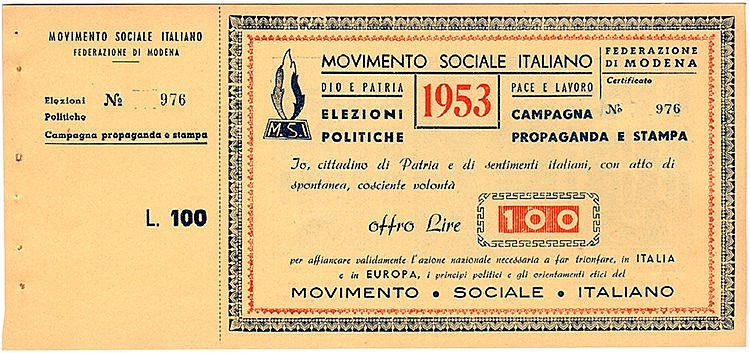 MOVIMENTO SOCIALE ITALIANO
FEDERAZIONE DI MODENA
Elezioni Politiche
No 976
Campagna propaganda e stampa
L. 100
M.S.I
MOVIMENTO SOCIALE ITALIANO
DIO E PATRIA
1953
PACE E LAVORO
ELEZIONI
POLITICHE
CAMPAGNA
PROPAGANDA E STAMPA
FEDERAZIONE
DI MODENA
Certificato
No 976
Io, cittadino di Patria e di sentimenti italiani, con atto di
spontanea, cosciente volontà
offro Lire 100
per affiancare validamente l'azione nazionale necessaria a far trionfare, in ITALIA
e in EUROPA, i principi politici e gli orientamenti etici del
MOVIMENTO • SOCIALE • ITALIANO